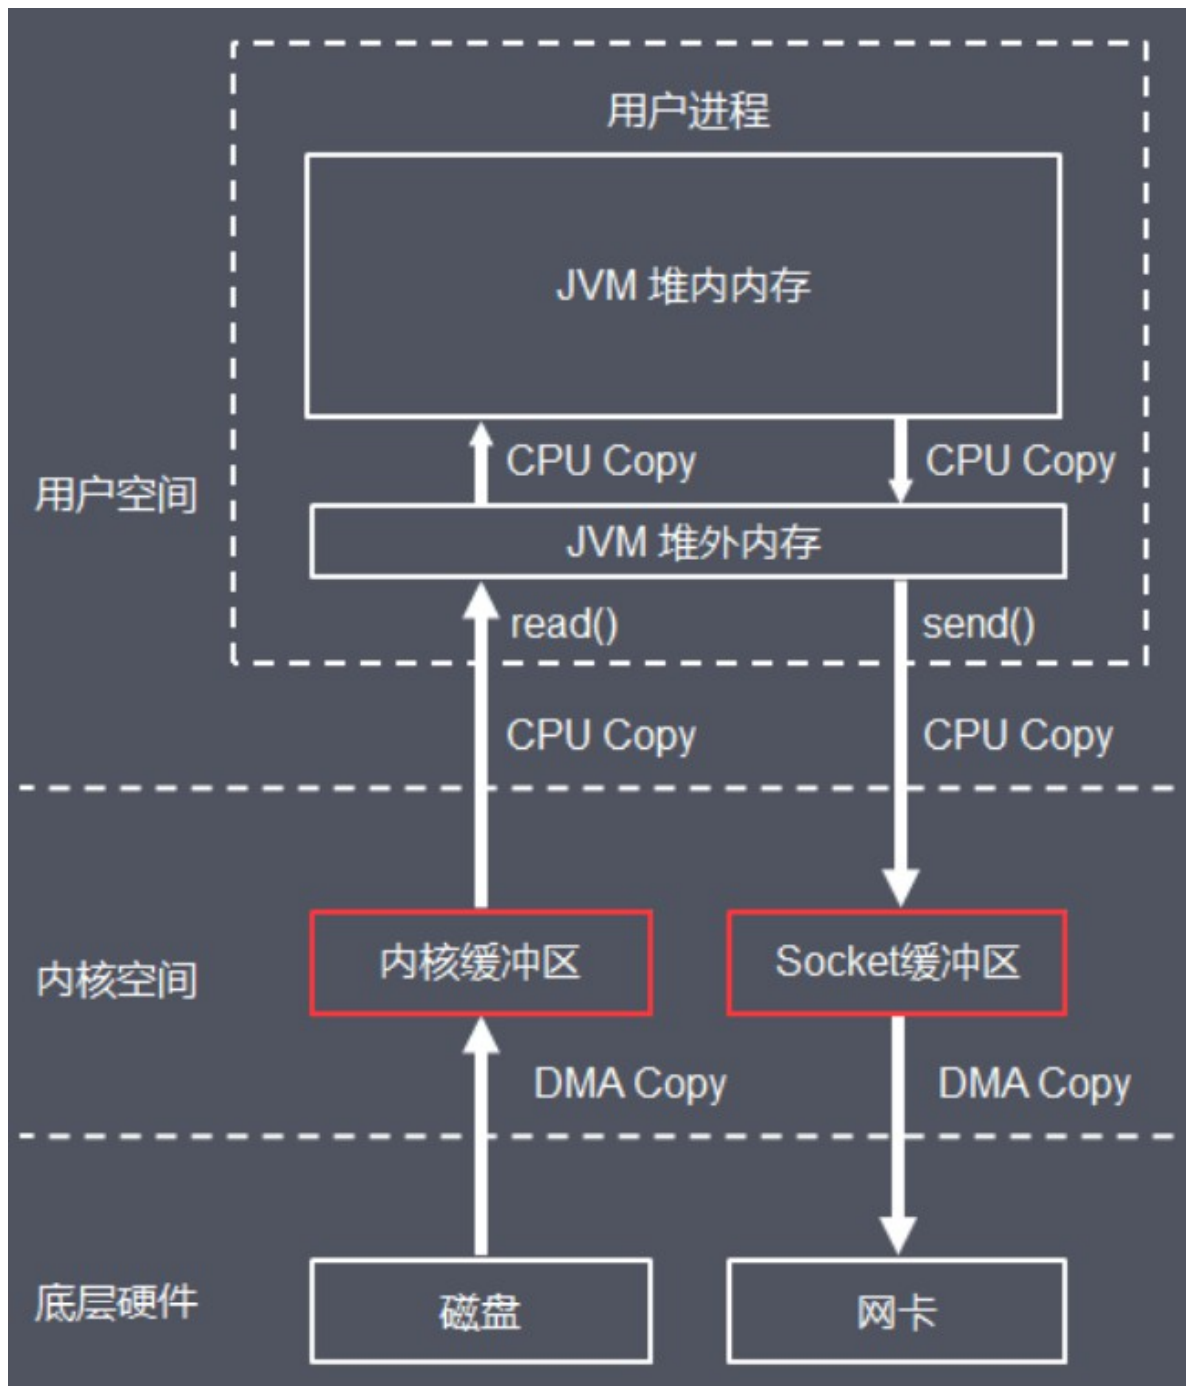 用户进程
JVM 堆内内存
CPU Copy
CPU Copy
用户空间
JVM 堆外内存
read()
send()
CPU Copy
CPU Copy
内核空间
内核缓冲区
Socket缓冲区
DMA Copy
DMA Copy
底层硬件
磁盘
网卡